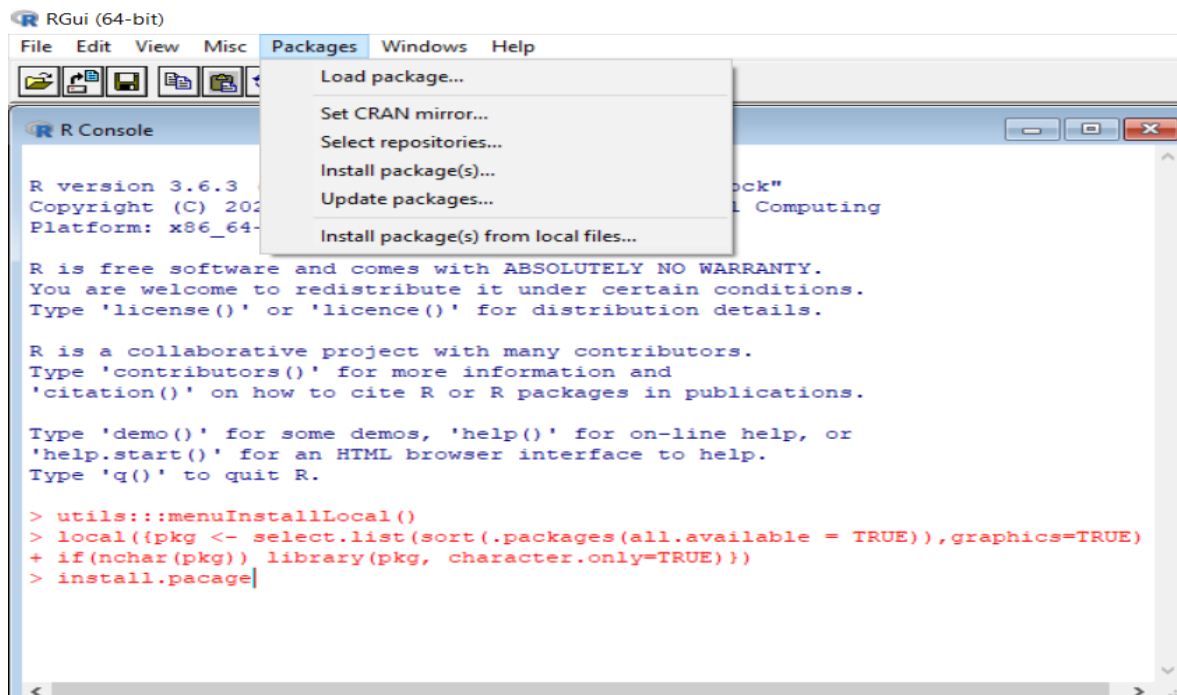 RGui (64-bit)
File Edit View Misc Packages Windows Help
Load package...
Set CRAN mirror...
Select repositories...
Install package(s)...
Update packages...
Install package(s) from local files...
R Console
R version 3.6.3 ock"
Copyright (C) 202 l Computing
Platform: x86_64-
R is free software and comes with ABSOLUTELY NO WARRANTY.
You are welcome to redistribute it under certain conditions.
Type 'license()' or 'licence()' for distribution details.
R is a collaborative project with many contributors.
Type 'contributors()' for more information and
'citation()' on how to cite R or R packages in publications.
Type 'demo()' for some demos, 'help()' for on-line help, or
'help.start()' for an HTML browser interface to help.
Type 'q()' to quit R.
> utils:::menuInstallLocal()
> local({pkg <- select.list(sort(.packages(all.available = TRUE)),graphics=TRUE)
+ if(nchar(pkg)) library(pkg, character.only=TRUE)})
> install.pacage